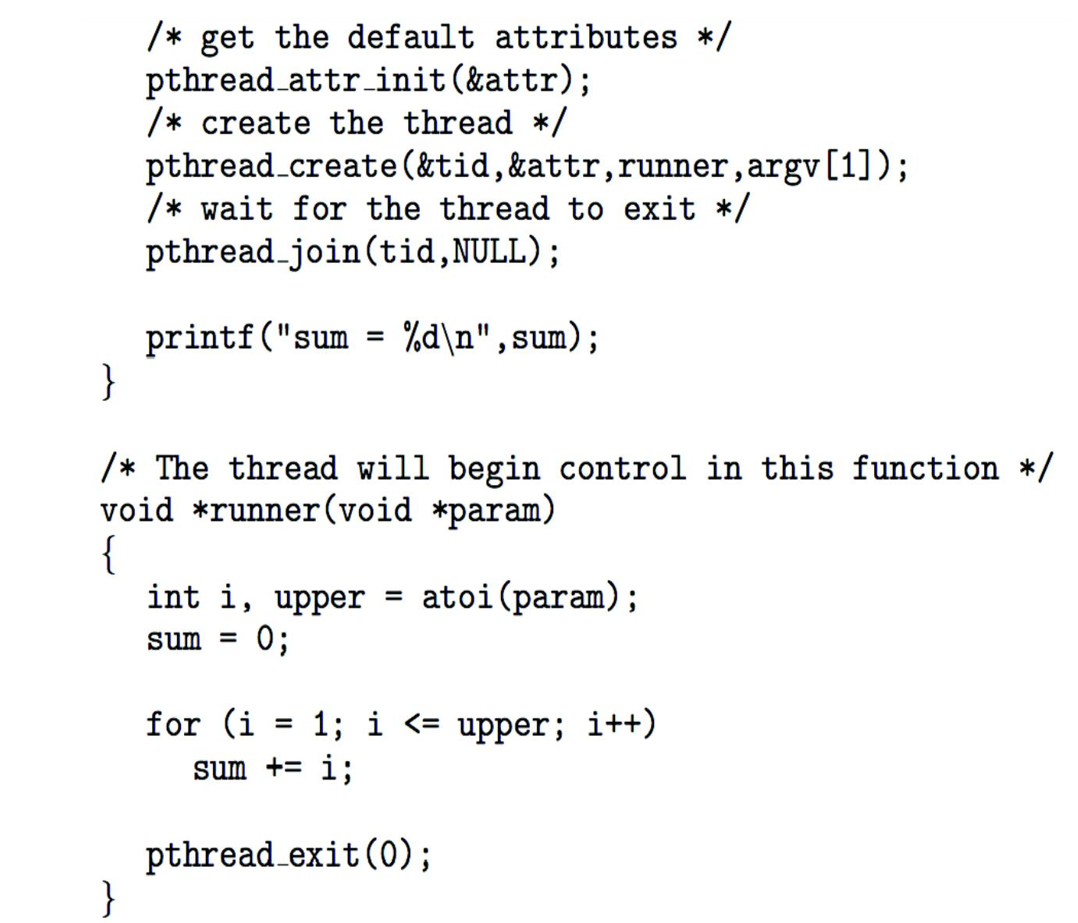 /* get the default attributes */
pthread_attr_init(&attr);
/* create the thread */
pthread_create(&tid,&attr,runner,argv[1]);
/* wait for the thread to exit */
pthread_join(tid,NULL);
printf("sum = %d\n",sum);
}
/* The thread will begin control in this function */
void *runner(void *param)
{
int i, upper = atoi(param);
sum = 0;
for (i = 1; i <= upper; i++)
sum += i;
pthread_exit(0);
}